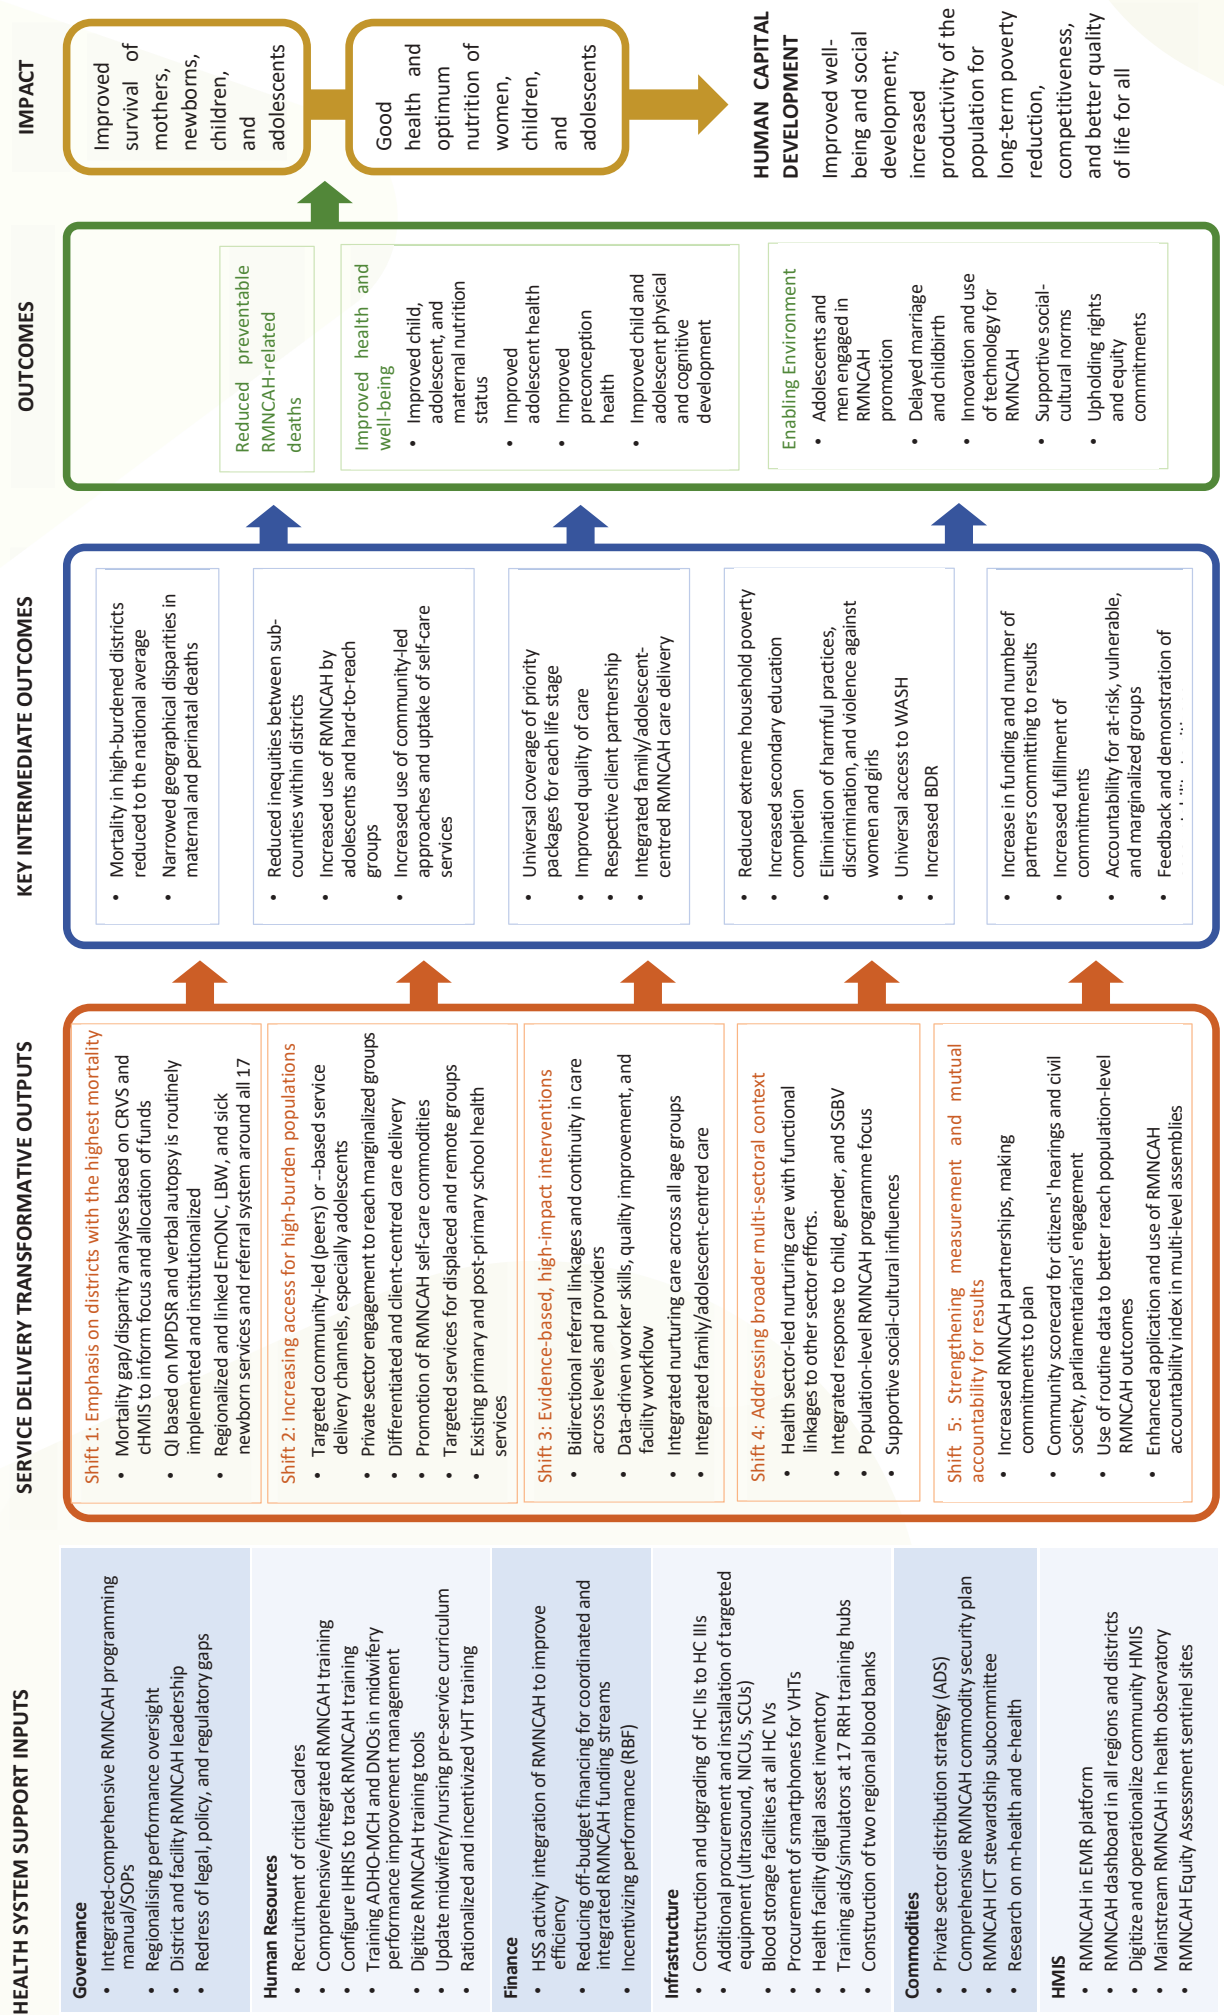 HEALTH SYSTEM SUPPORT INPUTS
Governance
• Integrated-comprehensive RMNCAH programming
manual/SOPs
• Regionalising performance oversight
• District and facility RMNCAH leadership
• Redress of legal, policy, and regulatory gaps
Human Resources
• Recruitment of critical cadres
• Comprehensive/integrated RMNCAH training
• Configure IHRIS to track RMNCAH training
• Training ADHO-MCH and DNOs in midwifery
performance improvement management
• Digitize RMNCAH training tools
• Update midwifery/nursing pre-service curriculum
• Rationalized and incentivized VHT training
Finance
• HSS activity integration of RMNCAH to improve
efficiency
• Reducing off-budget financing for coordinated and
integrated RMNCAH funding streams
• Incentivizing performance (RBF)
Infrastructure
• Construction and upgrading of HC IIs to HC IIIs
• Additional procurement and installation of targeted
equipment (ultrasound, NICUs, SCUs)
• Blood storage facilities at all HC IVs
• Procurement of smartphones for VHTs
• Health facility digital asset inventory
• Training aids/simulators at 17 RRH training hubs
• Construction of two regional blood banks
Commodities
• Private sector distribution strategy (ADS)
• Comprehensive RMNCAH commodity security plan
• RMNCAH ICT stewardship subcommittee
• Research on m-health and e-health
HMIS
• RMNCAH in EMR platform
• RMNCAH dashboard in all regions and districts
• Digitize and operationalize community HMIS
• Mainstream RMNCAH in health observatory
• RMNCAH Equity Assessment sentinel sites
SERVICE DELIVERY TRANSFORMATIVE OUTPUTS
Shift 1: Emphasis on districts with the highest mortality
• Mortality gap/disparity analyses based on CRVS and
cHMIS to inform focus and allocation of funds
• QI based on MPDSR and verbal autopsy is routinely
implemented and institutionalized
• Regionalized and linked EmONC, LBW, and sick
newborn services and referral system around all 17
Shift 2: Increasing access for high-burden populations
• Targeted community-led (peers) or --based service
delivery channels, especially adolescents
• Private sector engagement to reach marginalized groups
• Differentiated and client-centred care delivery
• Promotion of RMNCAH self-care commodities
• Targeted services for displaced and remote groups
• Existing primary and post-primary school health
services
Shift 3: Evidence-based, high-impact interventions
• Bidirectional referral linkages and continuity in care
across levels and providers
• Data-driven worker skills, quality improvement, and
facility workflow
• Integrated nurturing care across all age groups
• Integrated family/adolescent-centred care
Shift 4: Addressing broader multi-sectoral context
• Health sector-led nurturing care with functional
linkages to other sector efforts.
• Integrated response to child, gender, and SGBV
• Population-level RMNCAH programme focus
• Supportive social-cultural influences
Shift 5: Strengthening measurement and mutual
accountability for results
• Increased RMNCAH partnerships, making
commitments to plan
• Community scorecard for citizens' hearings and civil
society, parliamentarians' engagement
• Use of routine data to better reach population-level
RMNCAH outcomes
• Enhanced application and use of RMNCAH
accountability index in multi-level assemblies
KEY INTERMEDIATE OUTCOMES
• Mortality in high-burdened districts
reduced to the national average
• Narrowed geographical disparities in
maternal and perinatal deaths
• Reduced inequities between sub-
counties within districts
• Increased use of RMNCAH by
adolescents and hard-to-reach
groups
• Increased use of community-led
approaches and uptake of self-care
services
• Universal coverage of priority
packages for each life stage
• Improved quality of care
• Respective client partnership
• Integrated family/adolescent-
centred RMNCAH care delivery
• Reduced extreme household poverty
• Increased secondary education
completion
• Elimination of harmful practices,
discrimination, and violence against
women and girls
• Universal access to WASH
• Increased BDR
• Increase in funding and number of
partners committing to results
• Increased fulfillment of
commitments
• Accountability for at-risk, vulnerable,
and marginalized groups
• Feedback and demonstration of
OUTCOMES
Reduced preventable
RMNCAH-related
deaths
Improved health and
well-being
• Improved child,
adolescent, and
maternal nutrition
status
• Improved
adolescent health
• Improved
preconception
health
• Improved child and
adolescent physical
and cognitive
development
Enabling Environment
• Adolescents and
men engaged in
RMNCAH
promotion
• Delayed marriage
and childbirth
• Innovation and use
of technology for
RMNCAH
• Supportive social-
cultural norms
• Upholding rights
and equity
commitments
IMPACT
Improved
survival of
mothers,
newborns,
children,
and
adolescents
Good
health and
optimum
nutrition of
women,
children,
and
adolescents
HUMAN CAPITAL
DEVELOPMENT
Improved well-
being and social
development;
increased
productivity of the
population for
long-term poverty
reduction,
competitiveness,
and better quality
of life for all